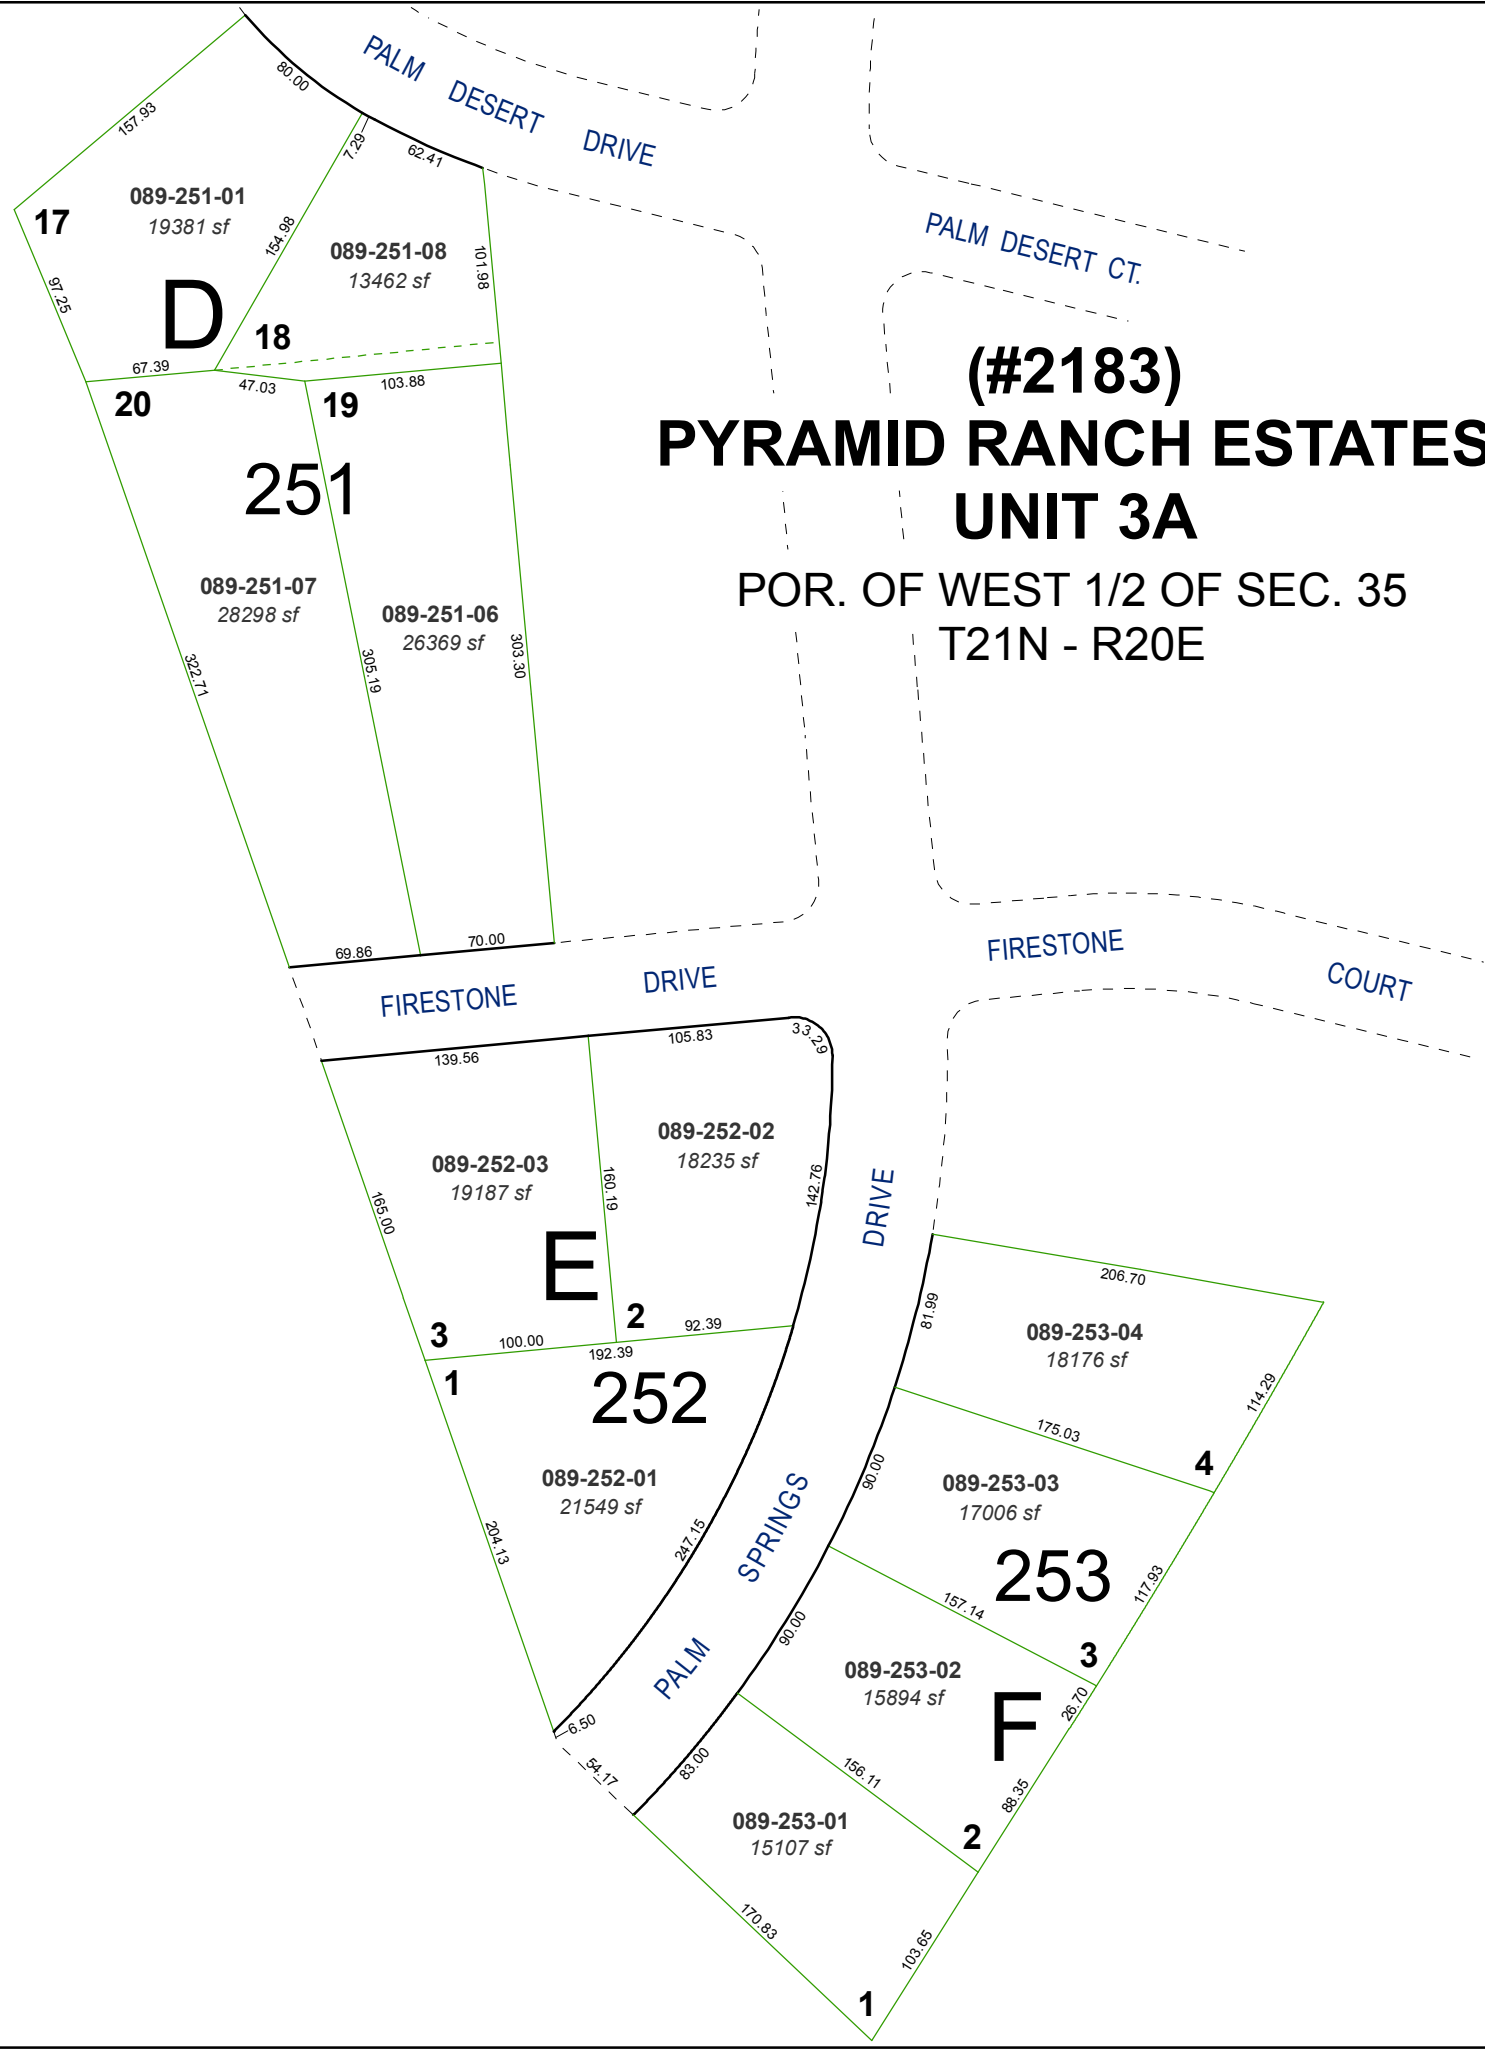 PALM DESERT DRIVE
80.00
157.93
7.29
62.41
089-251-01
19381 sf
17
154.98
089-251-08
13462 sf
101.98
PALM DESERT CT.
97.25
D
18
67.39
47.03
103.88
20
19
(#2183)
PYRAMID RANCH ESTATES
UNIT 3A
POR. OF WEST 1/2 OF SEC. 35
T21N - R20E
251
089-251-07
28298 sf
089-251-06
26369 sf
322.71
305.19
303.30
69.86
70.00
FIRESTONE DRIVE
FIRESTONE COURT
139.56
105.83
33.29
089-252-03
19187 sf
089-252-02
18235 sf
165.00
160.19
142.76
E
DRIVE
3
2
100.00
92.39
192.39
1
252
089-252-01
21549 sf
204.13
247.15
PALM SPRINGS
6.50
54.17
206.70
81.99
089-253-04
18176 sf
114.29
175.03
4
90.00
089-253-03
17006 sf
253
117.93
157.14
3
90.00
089-253-02
15894 sf
26.70
F
83.00
156.11
88.35
2
089-253-01
15107 sf
170.83
103.65
1